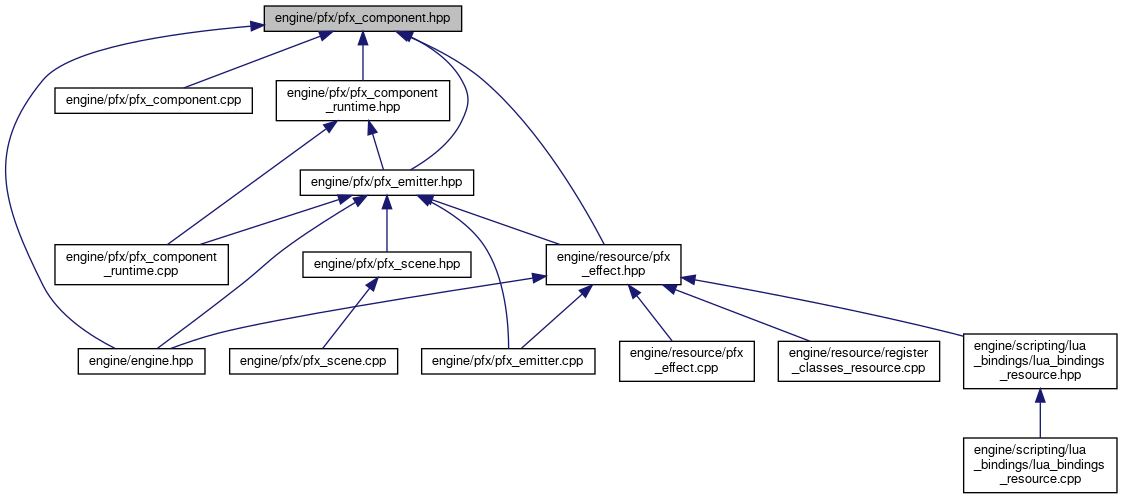 engine/pfx/pfx_component.hpp
engine/pfx/pfx_component.cpp
engine/pfx/pfx_component
_runtime.hpp
engine/pfx/pfx_emitter.hpp
engine/pfx/pfx_component
_runtime.cpp
engine/pfx/pfx_scene.hpp
engine/resource/pfx
_effect.hpp
engine/engine.hpp
engine/pfx/pfx_scene.cpp
engine/pfx/pfx_emitter.cpp
engine/resource/pfx
_effect.cpp
engine/resource/register
_classes_resource.cpp
engine/scripting/lua
_bindings/lua_bindings
_resource.hpp
engine/scripting/lua
_bindings/lua_bindings
_resource.cpp